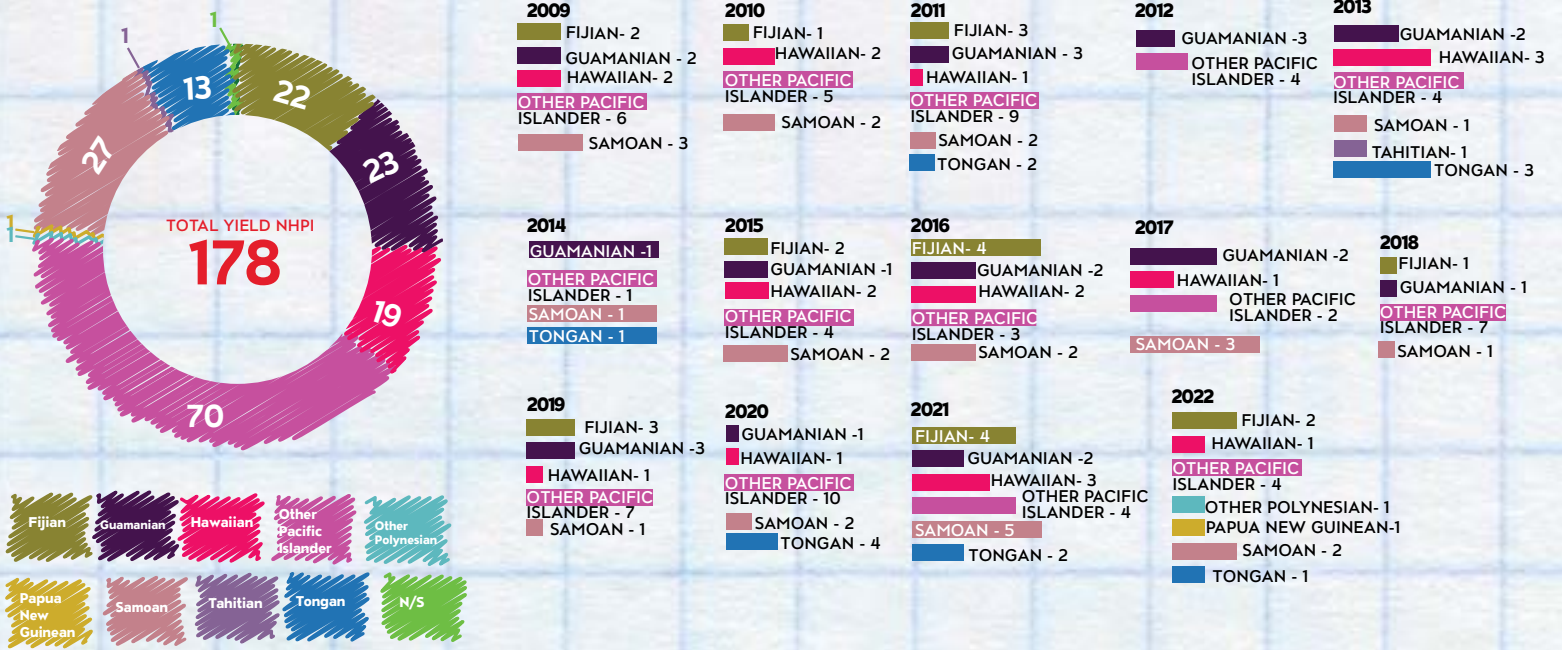 1
1
13
22
27
23
TOTAL YIELD NHPI
178
1
1
19
70
Fijian
Guamanian
Hawaiian
Other
Pacific
Islander
Other
Polynesian
Papua
New
Guinean
Samoan
Tahitian
Tongan
N/S
2009
FIJIAN- 2
GUAMANIAN - 2
HAWAIIAN- 2
OTHER PACIFIC
ISLANDER - 6
SAMOAN - 3
2010
FIJIAN- 1
HAWAIIAN- 2
OTHER PACIFIC
ISLANDER - 5
SAMOAN - 2
2011
FIJIAN- 3
GUAMANIAN - 3
HAWAIIAN- 1
OTHER PACIFIC
ISLANDER - 9
SAMOAN - 2
TONGAN - 2
2012
GUAMANIAN -3
OTHER PACIFIC
ISLANDER - 4
2013
GUAMANIAN -2
HAWAIIAN- 3
OTHER PACIFIC
ISLANDER - 4
SAMOAN - 1
TAHITIAN- 1
TONGAN - 3
2014
GUAMANIAN -1
OTHER PACIFIC
ISLANDER - 1
SAMOAN - 1
TONGAN - 1
2015
FIJIAN- 2
GUAMANIAN -1
HAWAIIAN- 2
OTHER PACIFIC
ISLANDER - 4
SAMOAN - 2
2016
FIJIAN- 4
GUAMANIAN -2
HAWAIIAN- 2
OTHER PACIFIC
ISLANDER - 3
SAMOAN - 2
2017
GUAMANIAN -2
HAWAIIAN- 1
OTHER PACIFIC
ISLANDER - 2
SAMOAN - 3
2018
FIJIAN- 1
GUAMANIAN - 1
OTHER PACIFIC
ISLANDER - 7
SAMOAN - 1
2019
FIJIAN- 3
GUAMANIAN -3
HAWAIIAN- 1
OTHER PACIFIC
ISLANDER - 7
SAMOAN - 1
2020
GUAMANIAN -1
HAWAIIAN- 1
OTHER PACIFIC
ISLANDER - 10
SAMOAN - 2
TONGAN - 4
2021
FIJIAN- 4
GUAMANIAN -2
HAWAIIAN- 3
OTHER PACIFIC
ISLANDER - 4
SAMOAN - 5
TONGAN - 2
2022
FIJIAN- 2
HAWAIIAN- 1
OTHER PACIFIC
ISLANDER - 4
OTHER POLYNESIAN- 1
PAPUA NEW GUINEAN-1
SAMOAN - 2
TONGAN - 1